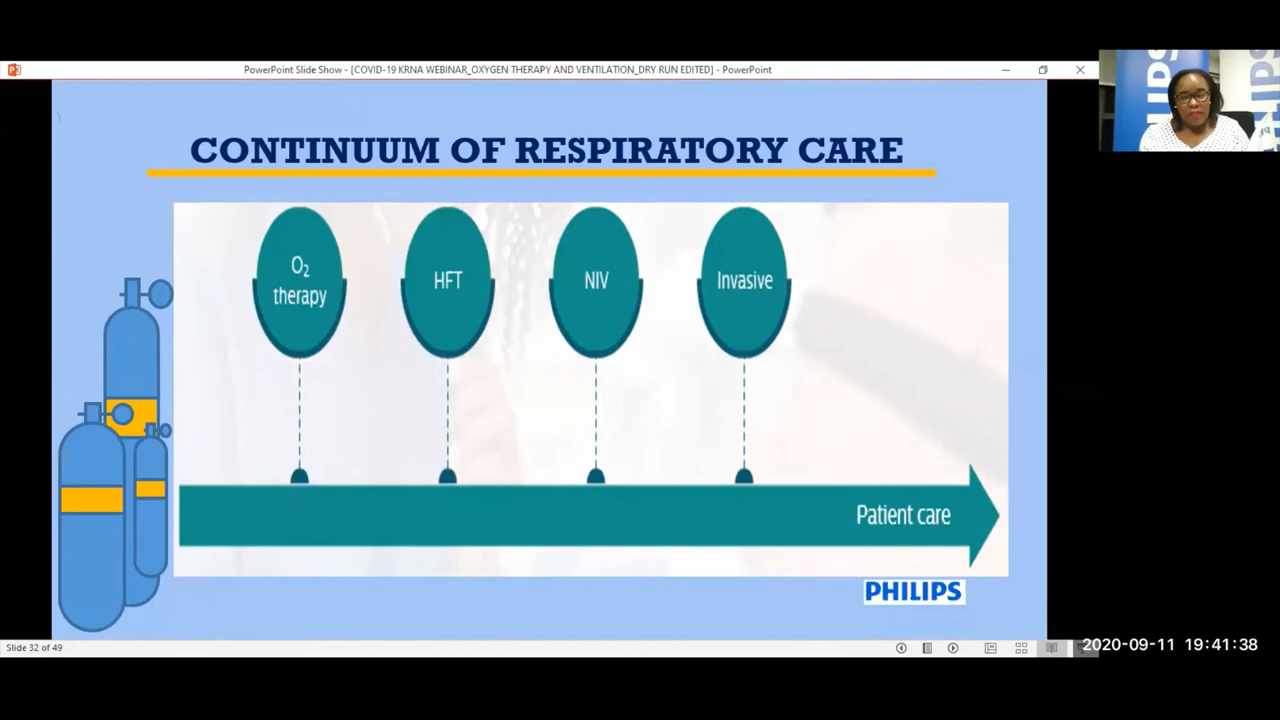 PowerPoint Slide Show - [COVID-19 KRNA WEBINAR_OXYGEN THERAPY AND VENTILATION_DRY RUN EDITED] - PowerPoint
CONTINUUM OF RESPIRATORY CARE
O₂
therapy
HFT
NIV
Invasive
Patient care
PHILIPS
Slide 32 of 49
2020-09-11 19:41:38